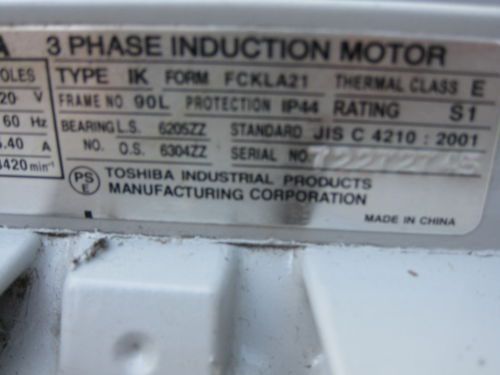 A 3 PHASE INDUCTION MOTOR
OLES TYPE IK FORM FCKLA21 THERMAL CLASS E
20 V FRAME NO 90L PROTECTION IP44 RATING S1
60 Hz BEARING L.S. 6205ZZ STANDARD JIS C 4210 : 2001
.40 A NO. O.S. 6304ZZ SERIAL NO.
420 min⁻¹ PS E TOSHIBA INDUSTRIAL PRODUCTS
MANUFACTURING CORPORATION
MADE IN CHINA